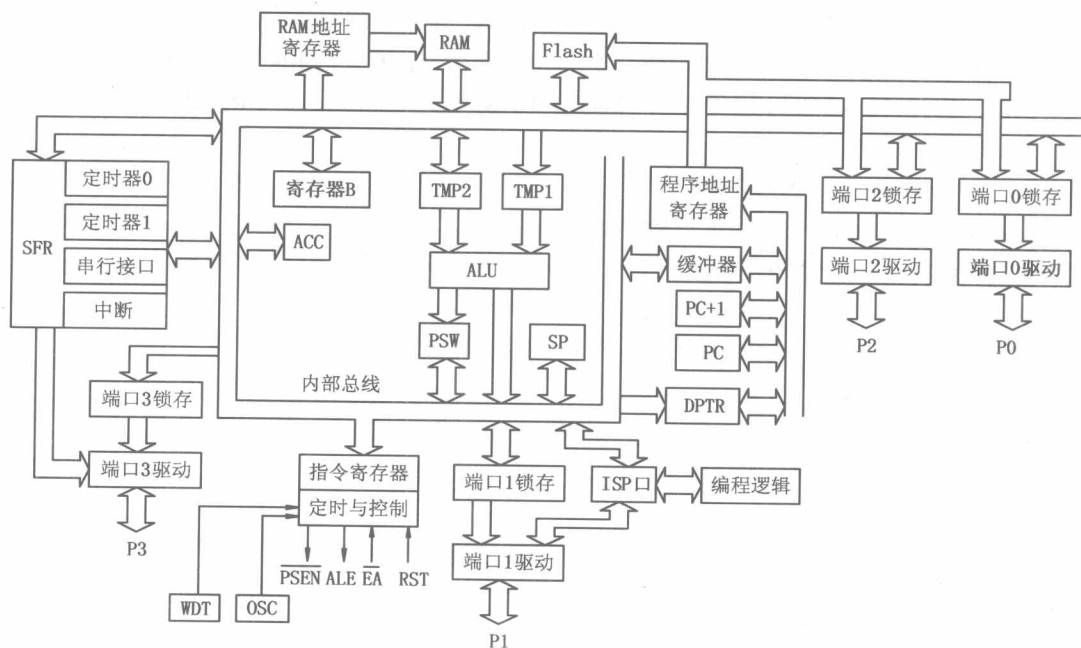 RAM地址
寄存器
RAM
Flash
定时器0
定时器1
SFR
串行接口
中断
寄存器B
TMP2
TMP1
程序地址
寄存器
端口2锁存
端口0锁存
ACC
ALU
缓冲器
端口2驱动
端口0驱动
PC+1
PSW
SP
PC
P2
P0
内部总线
端口3锁存
DPTR
端口3驱动
指令寄存器
定时与控制
端口1锁存
ISP口
编程逻辑
P3
PSEN
ALE
EA
RST
端口1驱动
WDT
OSC
P1